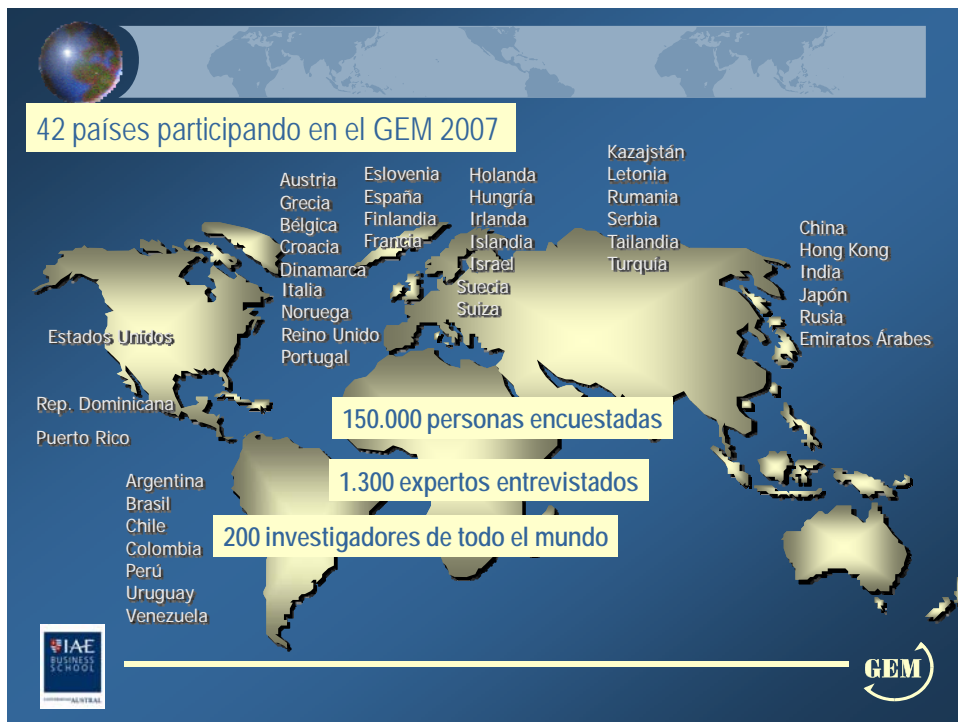 42 países participando en el GEM 2007
Austria
Grecia
Bélgica
Croacia
Dinamarca
Italia
Noruega
Reino Unido
Portugal
Eslovenia
España
Finlandia
Francia
Holanda
Hungría
Irlanda
Islandia
Israel
Suecia
Suiza
Kazajstán
Letonia
Rumania
Serbia
Tailandia
Turquía
China
Hong Kong
India
Japón
Rusia
Emiratos Árabes
Estados Unidos
Rep. Dominicana
Puerto Rico
150.000 personas encuestadas
1.300 expertos entrevistados
200 investigadores de todo el mundo
Argentina
Brasil
Chile
Colombia
Perú
Uruguay
Venezuela
IAE
BUSINESS
SCHOOL
UNIVERSIDAD AUSTRAL
GEM